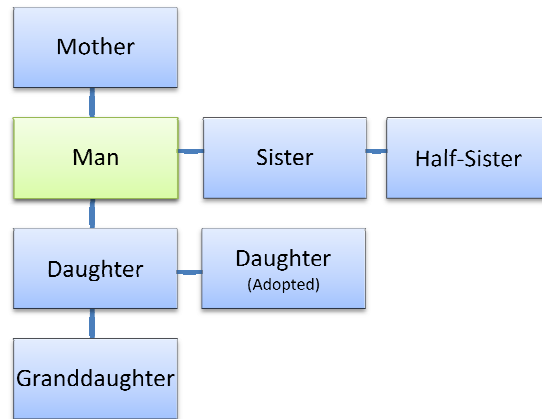 Mother
Man
Sister
Half-Sister
Daughter
Daughter
(Adopted)
Granddaughter